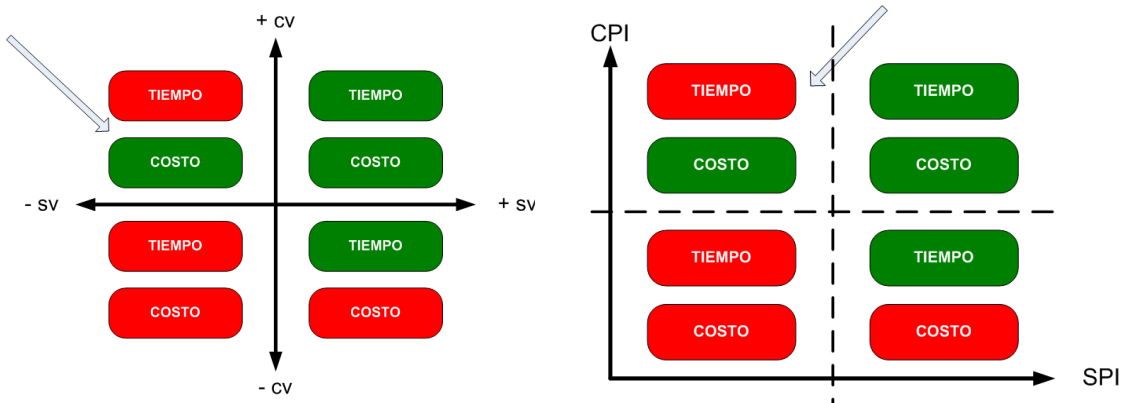 + cv
TIEMPO
TIEMPO
COSTO
COSTO
- sv
+ sv
TIEMPO
TIEMPO
COSTO
COSTO
- cv
CPI
TIEMPO
TIEMPO
COSTO
COSTO
TIEMPO
TIEMPO
COSTO
COSTO
SPI